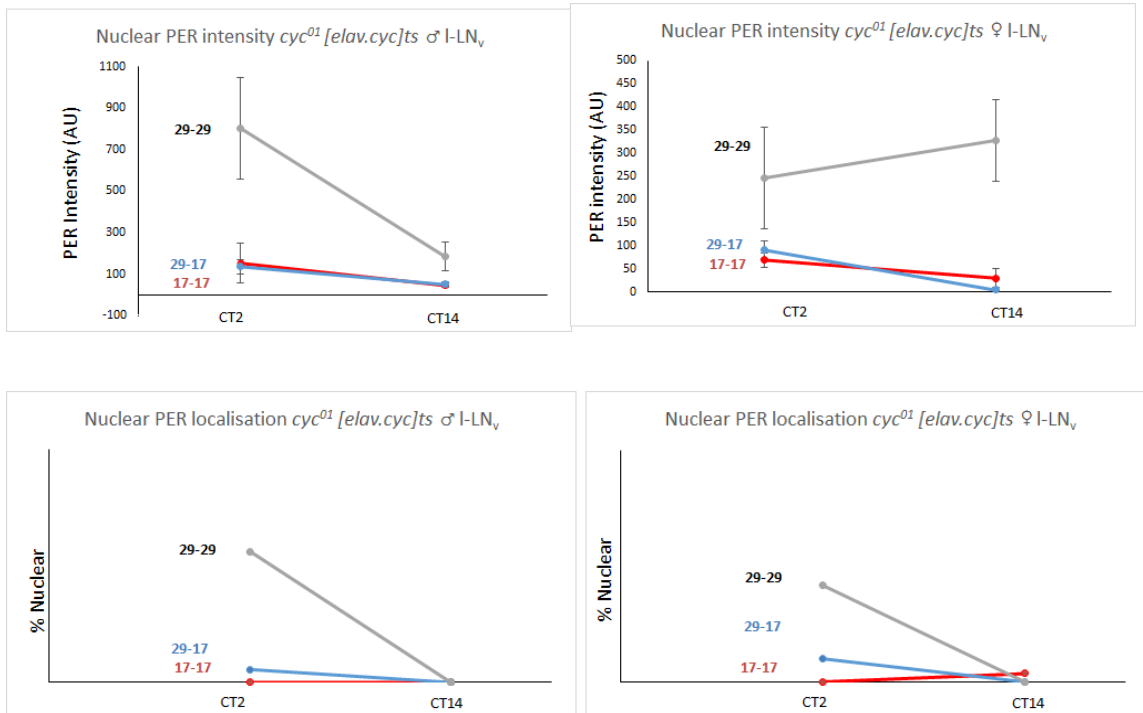 Nuclear PER intensity cyc⁰¹ [elav.cyc]ts ♂ l-LNᵥ
PER Intensity (AU)
1100
900
700
500
300
100
-100
29-29
29-17
17-17
CT2
CT14
Nuclear PER intensity cyc⁰¹ [elav.cyc]ts ♀ l-LNᵥ
PER intensity (AU)
500
450
400
350
300
250
200
150
100
50
0
29-29
29-17
17-17
CT2
CT14
Nuclear PER localisation cyc⁰¹ [elav.cyc]ts ♂ l-LNᵥ
% Nuclear
29-29
29-17
17-17
CT2
CT14
Nuclear PER localisation cyc⁰¹ [elav.cyc]ts ♀ l-LNᵥ
% Nuclear
29-29
29-17
17-17
CT2
CT14